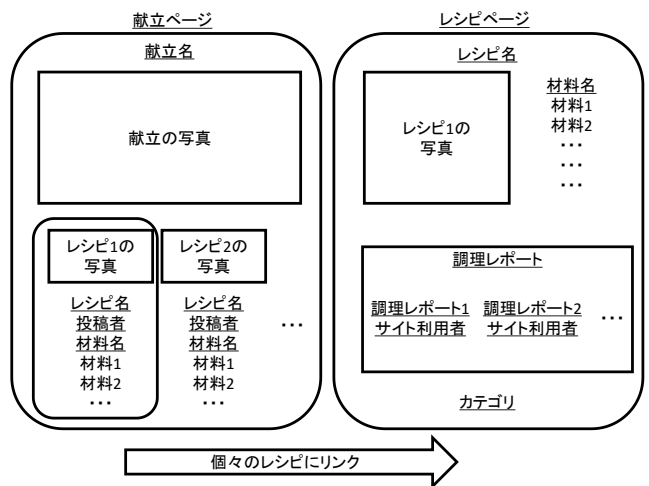 献立ページ
献立名
献立の写真
レシピ1の
写真
レシピ名
投稿者
材料名
材料1
材料2
...
レシピ2の
写真
レシピ名
投稿者
材料名
材料1
材料2
...
...
レシピページ
レシピ名
レシピ1の
写真
材料名
材料1
材料2
...
...
...
調理レポート
調理レポート1
サイト利用者
調理レポート2
サイト利用者
...
カテゴリ
個々のレシピにリンク